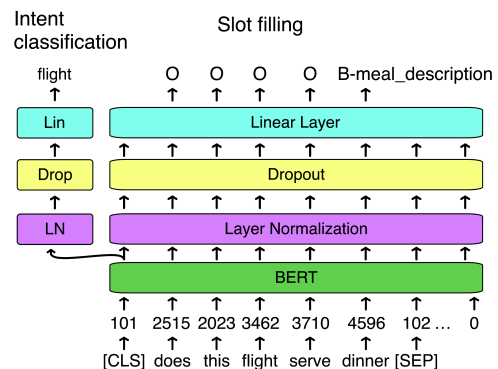 Intent
classification
Slot filling
flight
O O O O B-meal_description
Lin
Linear Layer
Drop
Dropout
LN
Layer Normalization
BERT
101 2515 2023 3462 3710 4596 102 ... 0
[CLS] does this flight serve dinner [SEP]